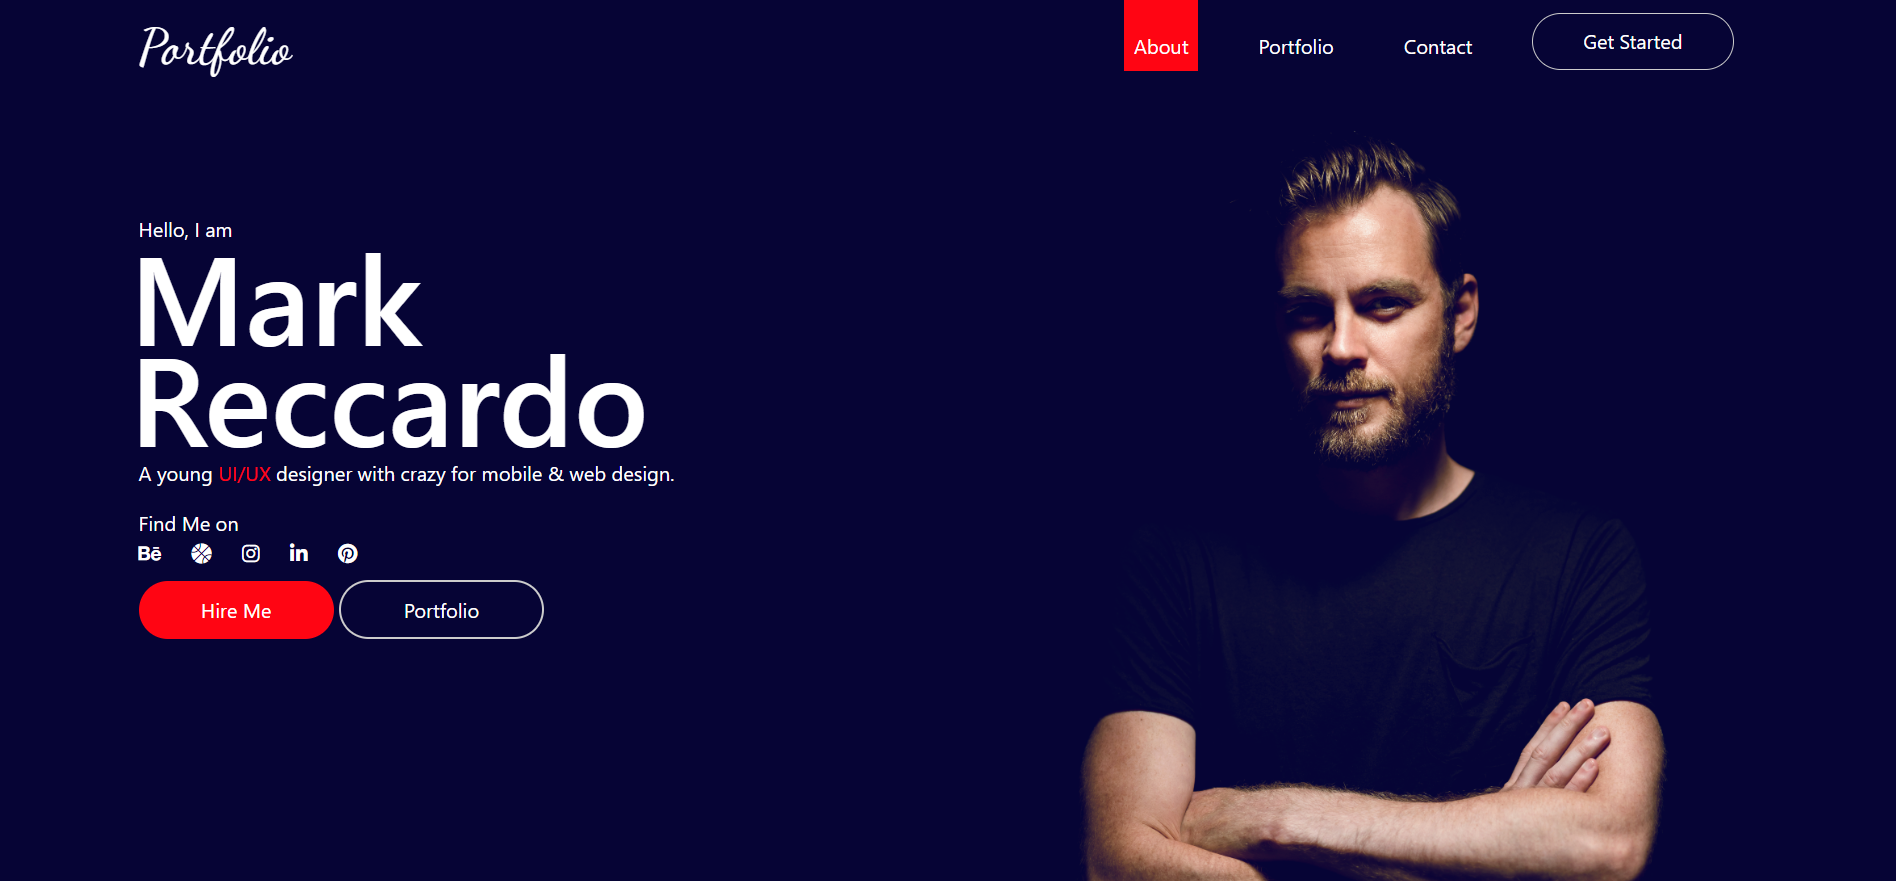 Portfolio
About Portfolio Contact Get Started
Hello, I am
Mark
Reccardo
A young UI/UX designer with crazy for mobile & web design.
Find Me on
Bē in
Hire Me Portfolio